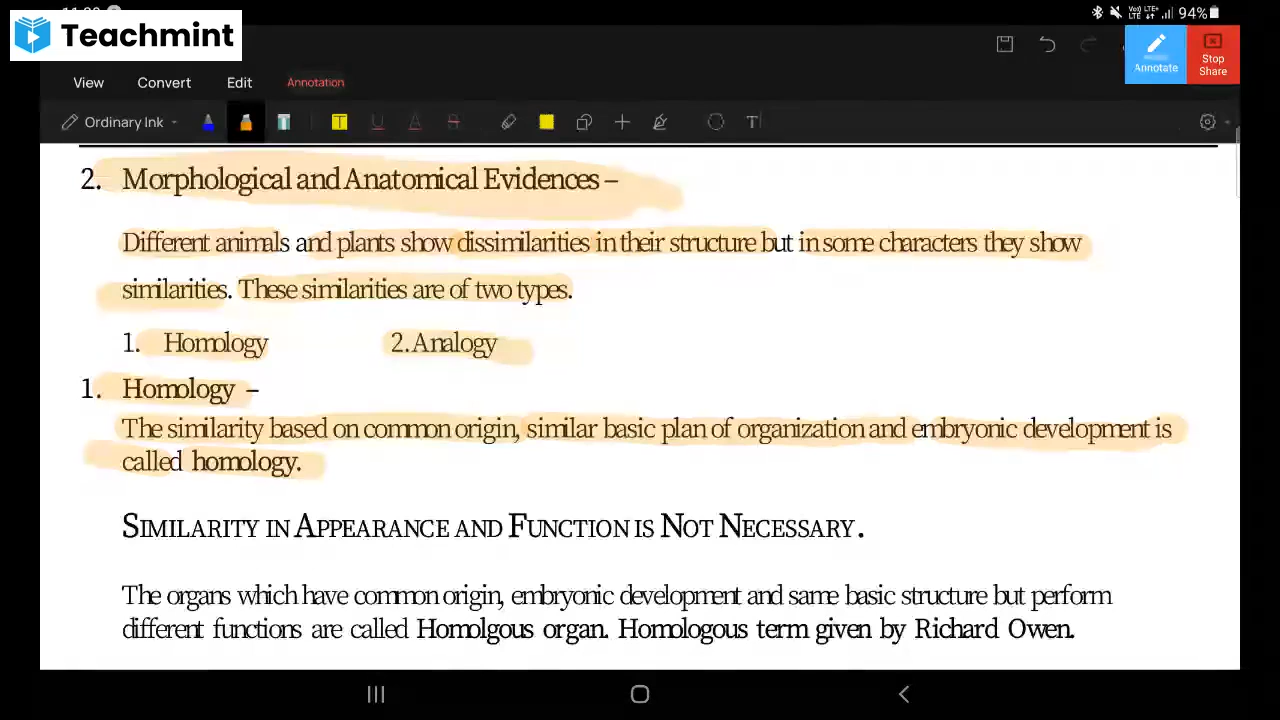 Teachmint
94%
Annotate
Stop
Share
View Convert Edit Annotation
Ordinary Ink
2. Morphological and Anatomical Evidences –
Different animals and plants show dissimilarities in their structure but in some characters they show
similarities. These similarities are of two types.
1. Homology 2.Analogy
1. Homology –
The similarity based on common origin, similar basic plan of organization and embryonic development is
called homology.
SIMILARITY IN APPEARANCE AND FUNCTION IS NOT NECESSARY.
The organs which have common origin, embryonic development and same basic structure but perform
different functions are called Homolgous organ. Homologous term given by Richard Owen.